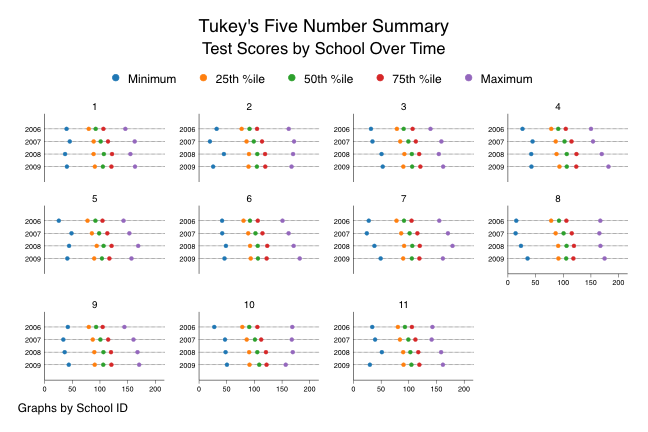 Tukey's Five Number Summary
Test Scores by School Over Time
Minimum 25th %ile 50th %ile 75th %ile Maximum
1 2 3 4
2006 2006 2006 2006
2007 2007 2007 2007
2008 2008 2008 2008
2009 2009 2009 2009
5 6 7 8
2006 2006 2006 2006
2007 2007 2007 2007
2008 2008 2008 2008
2009 2009 2009 2009
0 50 100 150 200
9 10 11
2006 2006 2006
2007 2007 2007
2008 2008 2008
2009 2009 2009
0 50 100 150 200 0 50 100 150 200 0 50 100 150 200
Graphs by School ID